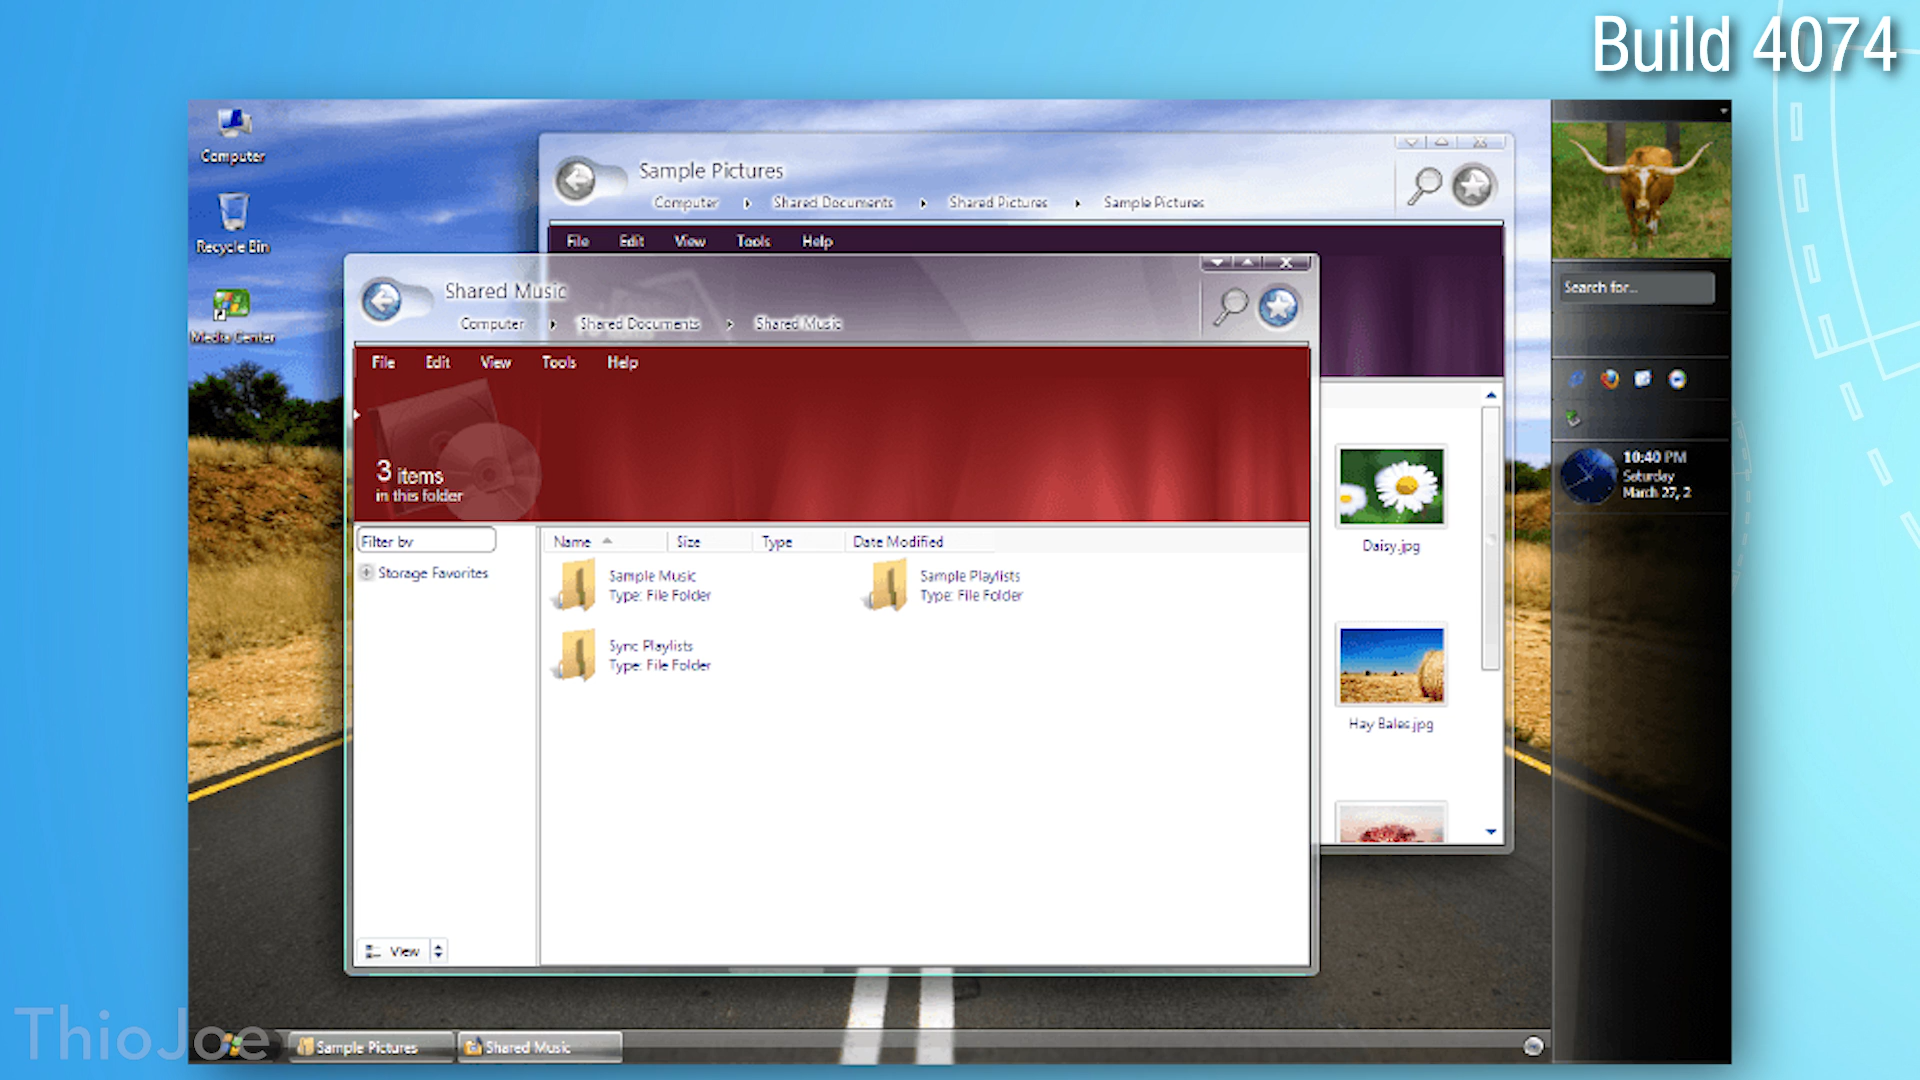 Build 4074
Computer
Recycle Bin
Media Center
Sample Pictures
Computer Shared Documents Shared Pictures Sample Pictures
File Edit View Tools Help
Shared Music
Computer Shared Documents Shared Music
File Edit View Tools Help
3 items
in this folder
Filter by
Storage Favorites
Name Size Type Date Modified
Sample Music
Type: File Folder
Sample Playlists
Type: File Folder
Sync Playlists
Type: File Folder
View
Daisy.jpg
Hay Bales.jpg
Search for...
10:40 PM
Saturday
March 27, 2
ThioJoe
Sample Pictures
Shared Music